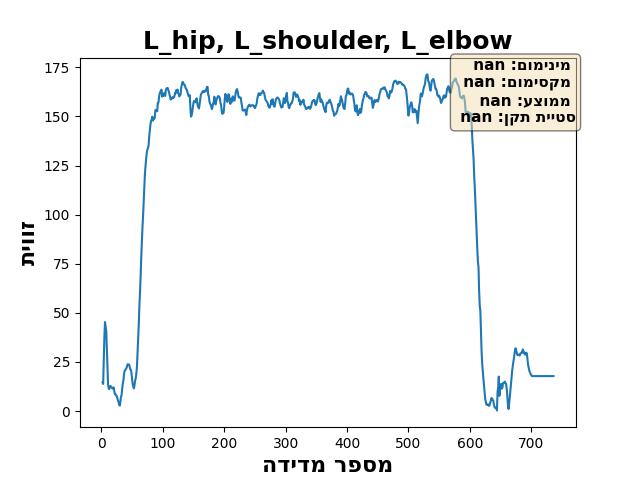 L_hip, L_shoulder, L_elbow
מינימום: nan
מקסימום: nan
ממוצע: nan
סטיית תקן: nan
זווית
175
150
125
100
75
50
25
0
0 100 200 300 400 500 600 700
מספר מדידה